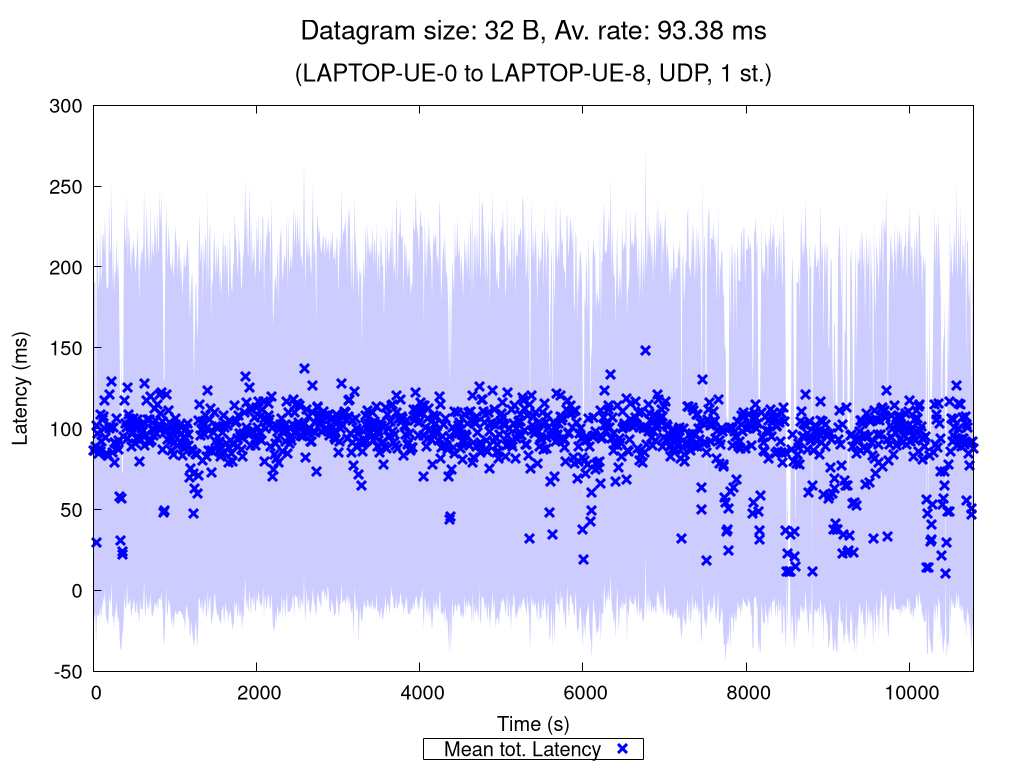 Datagram size: 32 B, Av. rate: 93.38 ms
(LAPTOP-UE-0 to LAPTOP-UE-8, UDP, 1 st.)
300
250
200
150
100
50
0
-50
Latency (ms)
0 2000 4000 6000 8000 10000
Time (s)
Mean tot. Latency